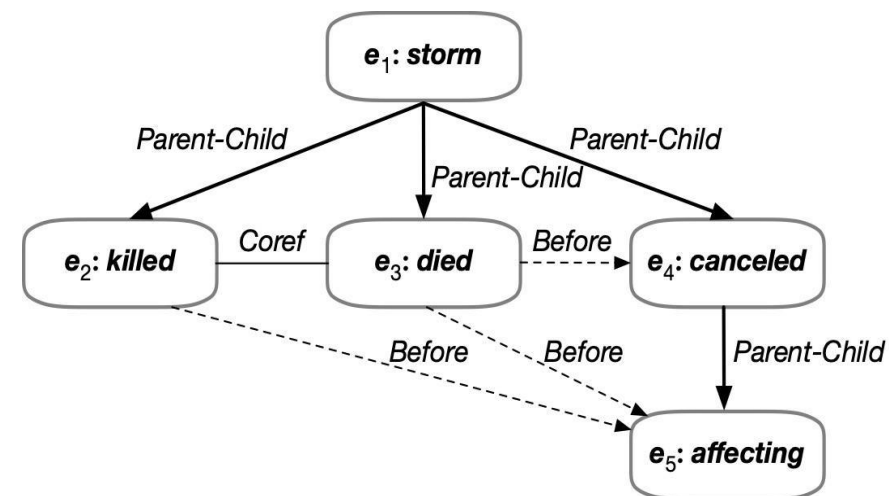 e₁: storm
Parent-Child
Parent-Child
Parent-Child
e₂: killed
Coref
e₃: died
Before
e₄: canceled
Before
Before
Parent-Child
e₅: affecting